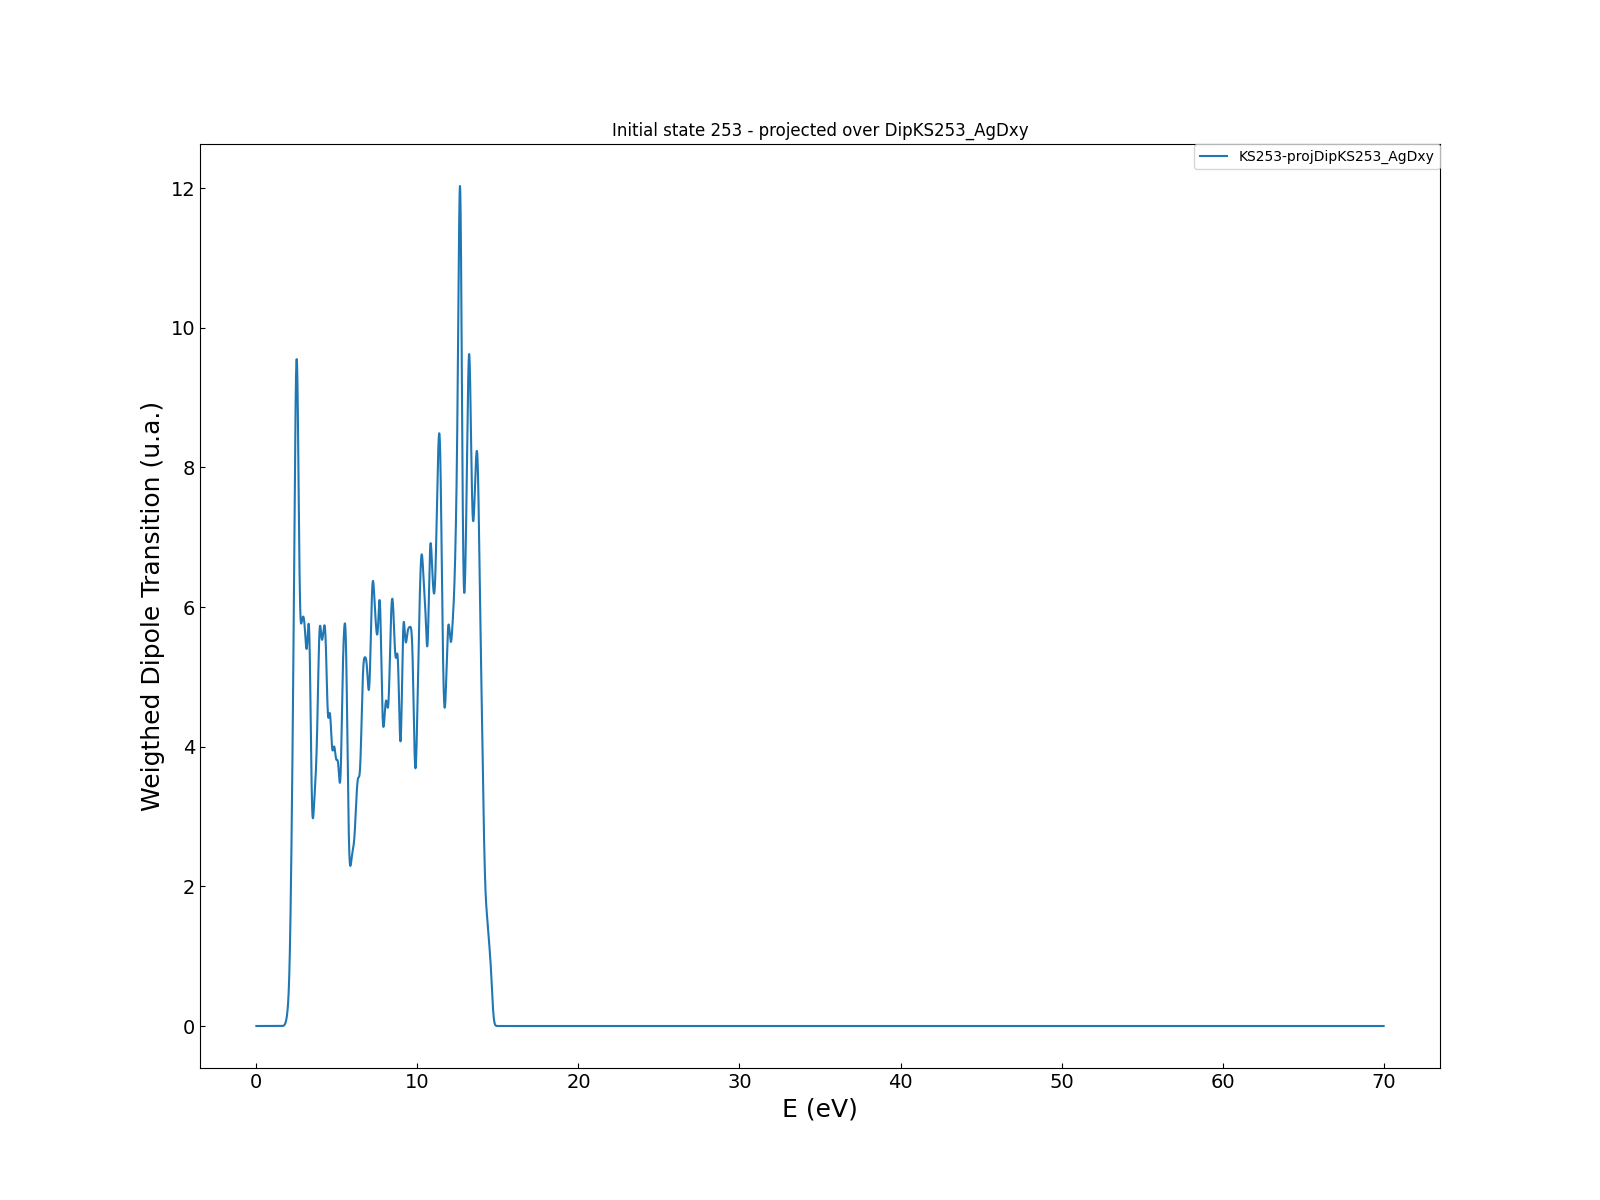 Initial state 253 - projected over DipKS253_AgDxy
KS253-projDipKS253_AgDxy
12
10
8
6
4
2
0
Weigthed Dipole Transition (u.a.)
0 10 20 30 40 50 60 70
E (eV)